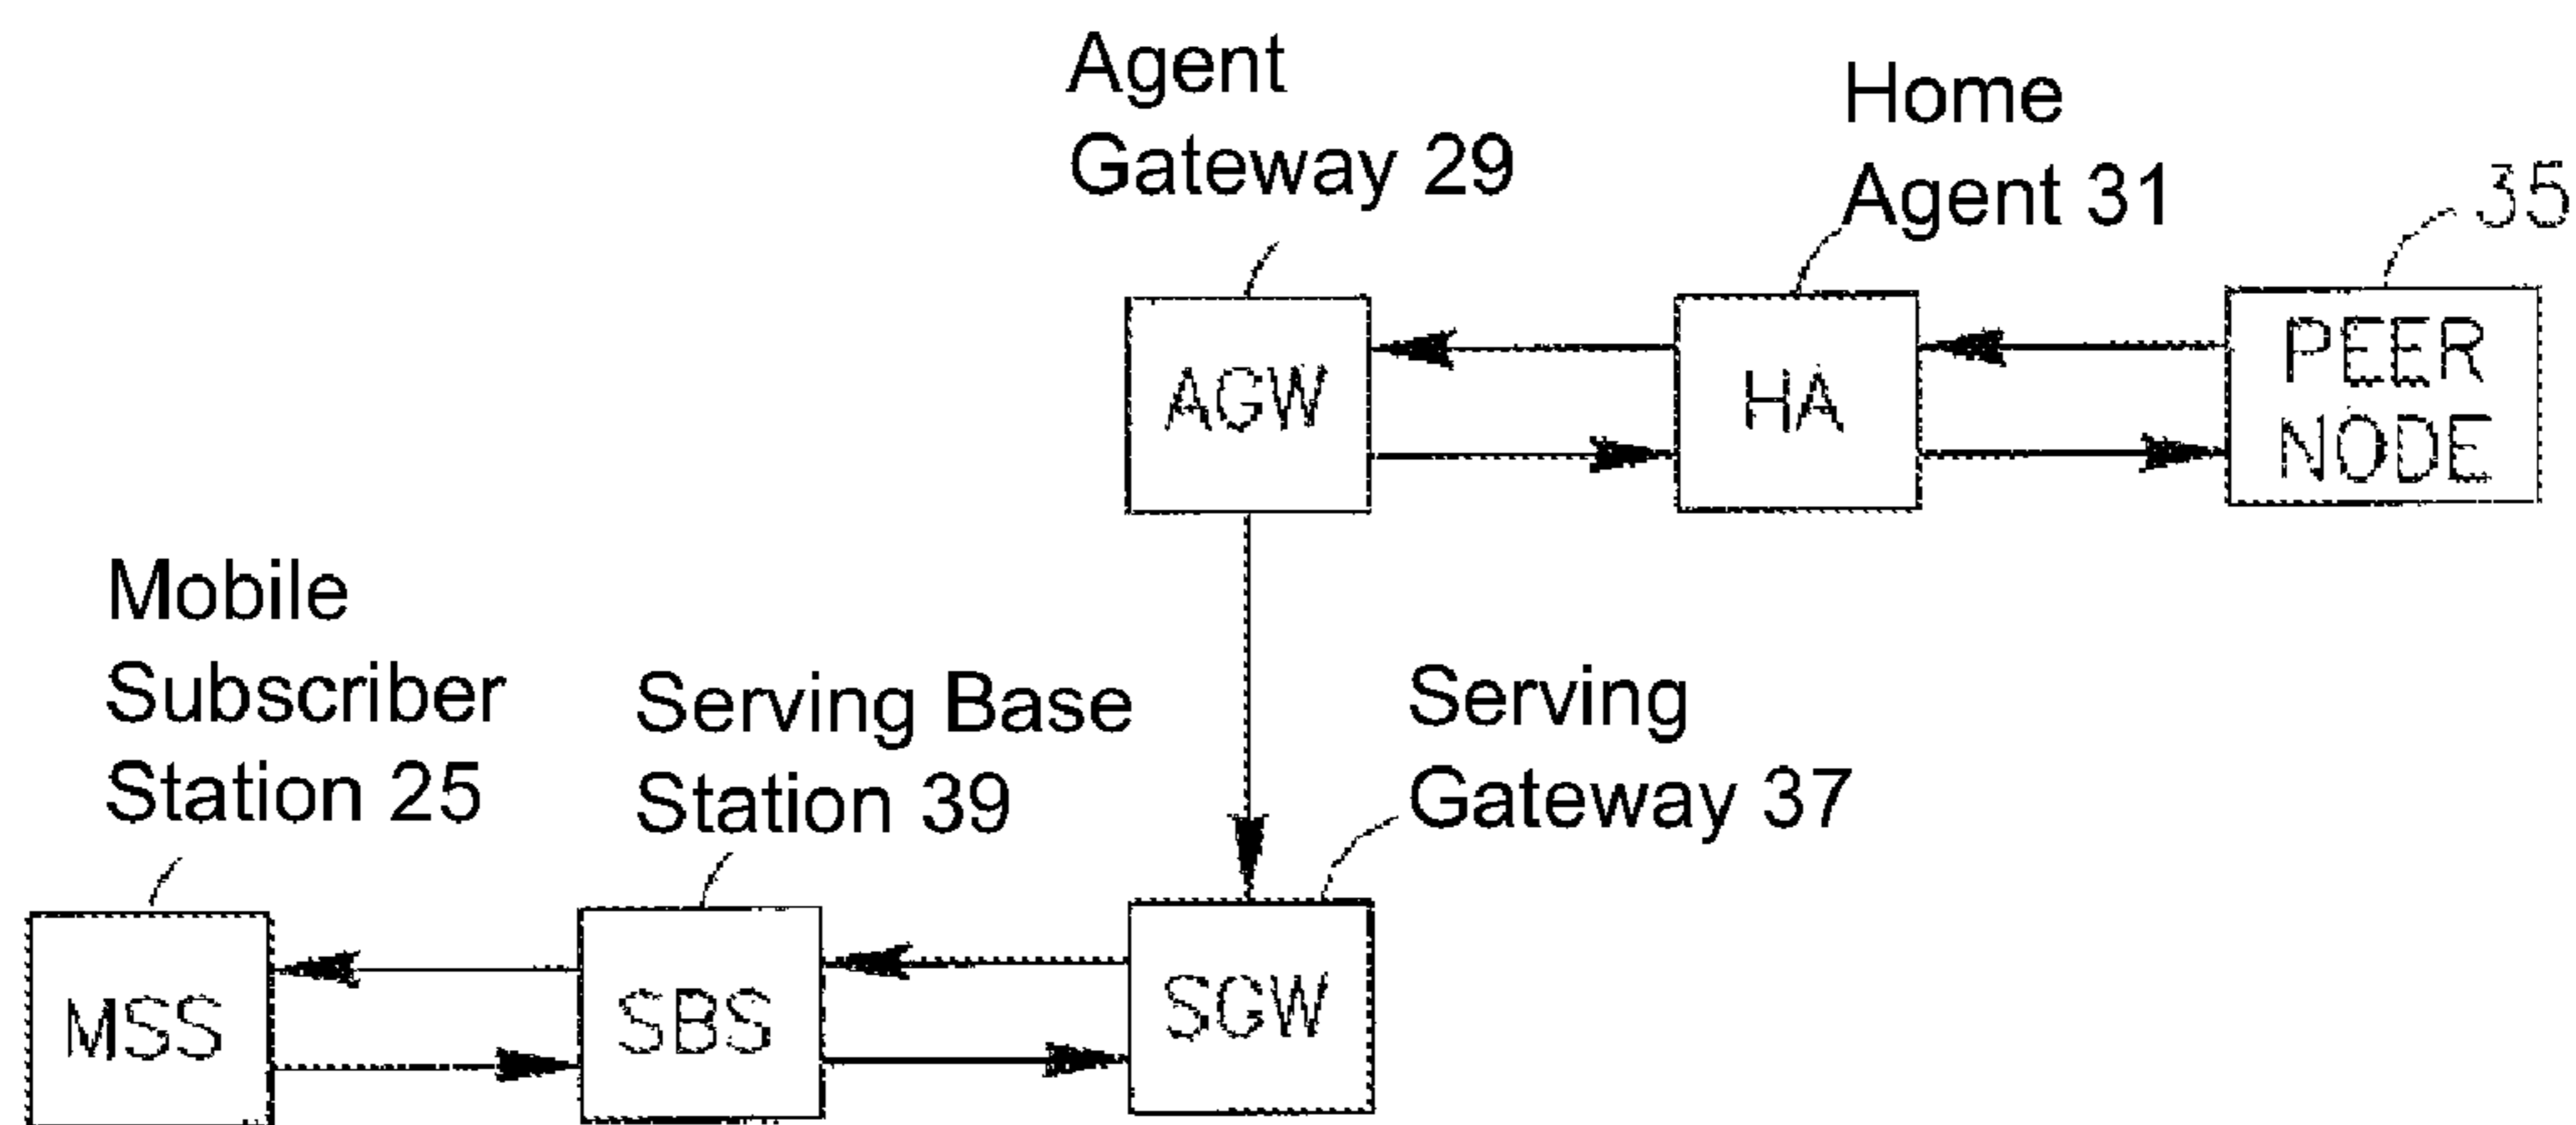 Agent
Gateway 29
Home
Agent 31
35
AGW
HA
PEER
NODE
Mobile
Subscriber
Station 25
Serving Base
Station 39
Serving
Gateway 37
MSS
SBS
SGW